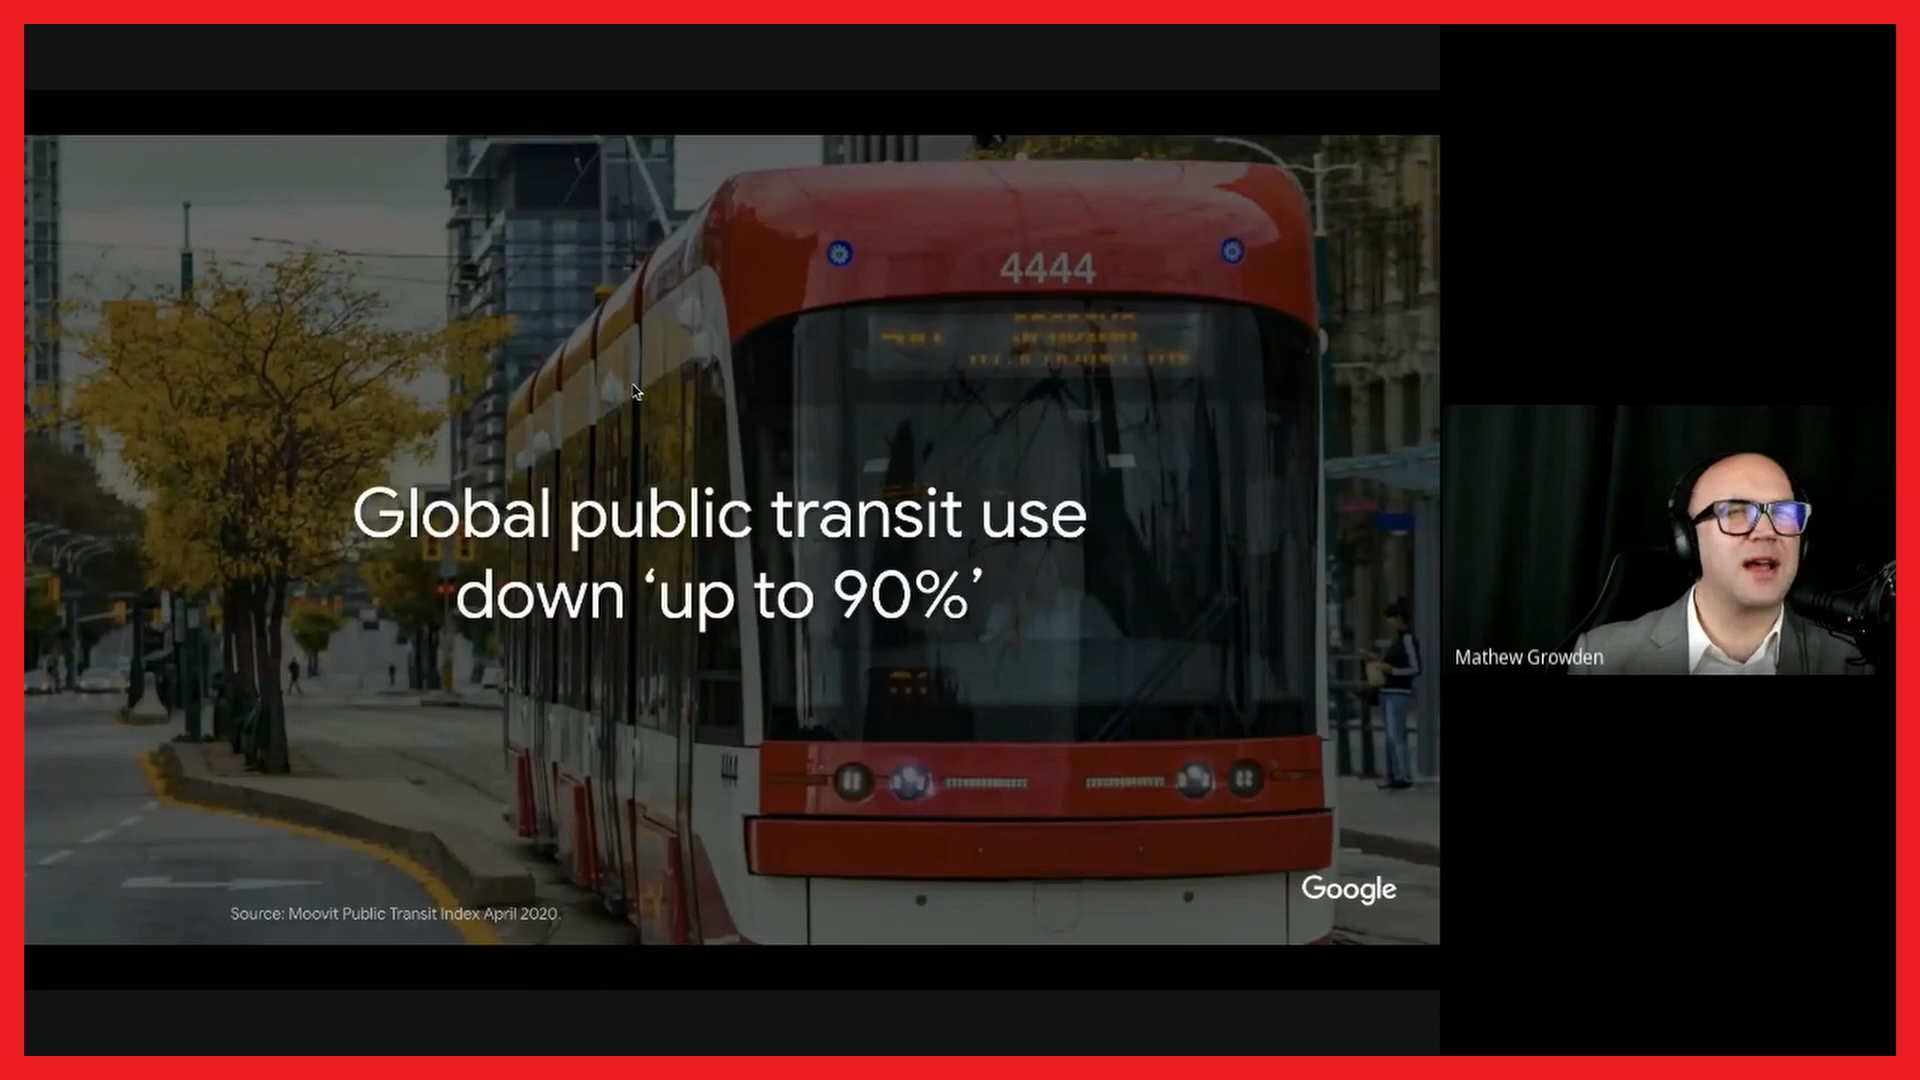 4444
Global public transit use
down ‘up to 90%’
Mathew Growden
Google
Source: Moovit Public Transit Index April 2020.